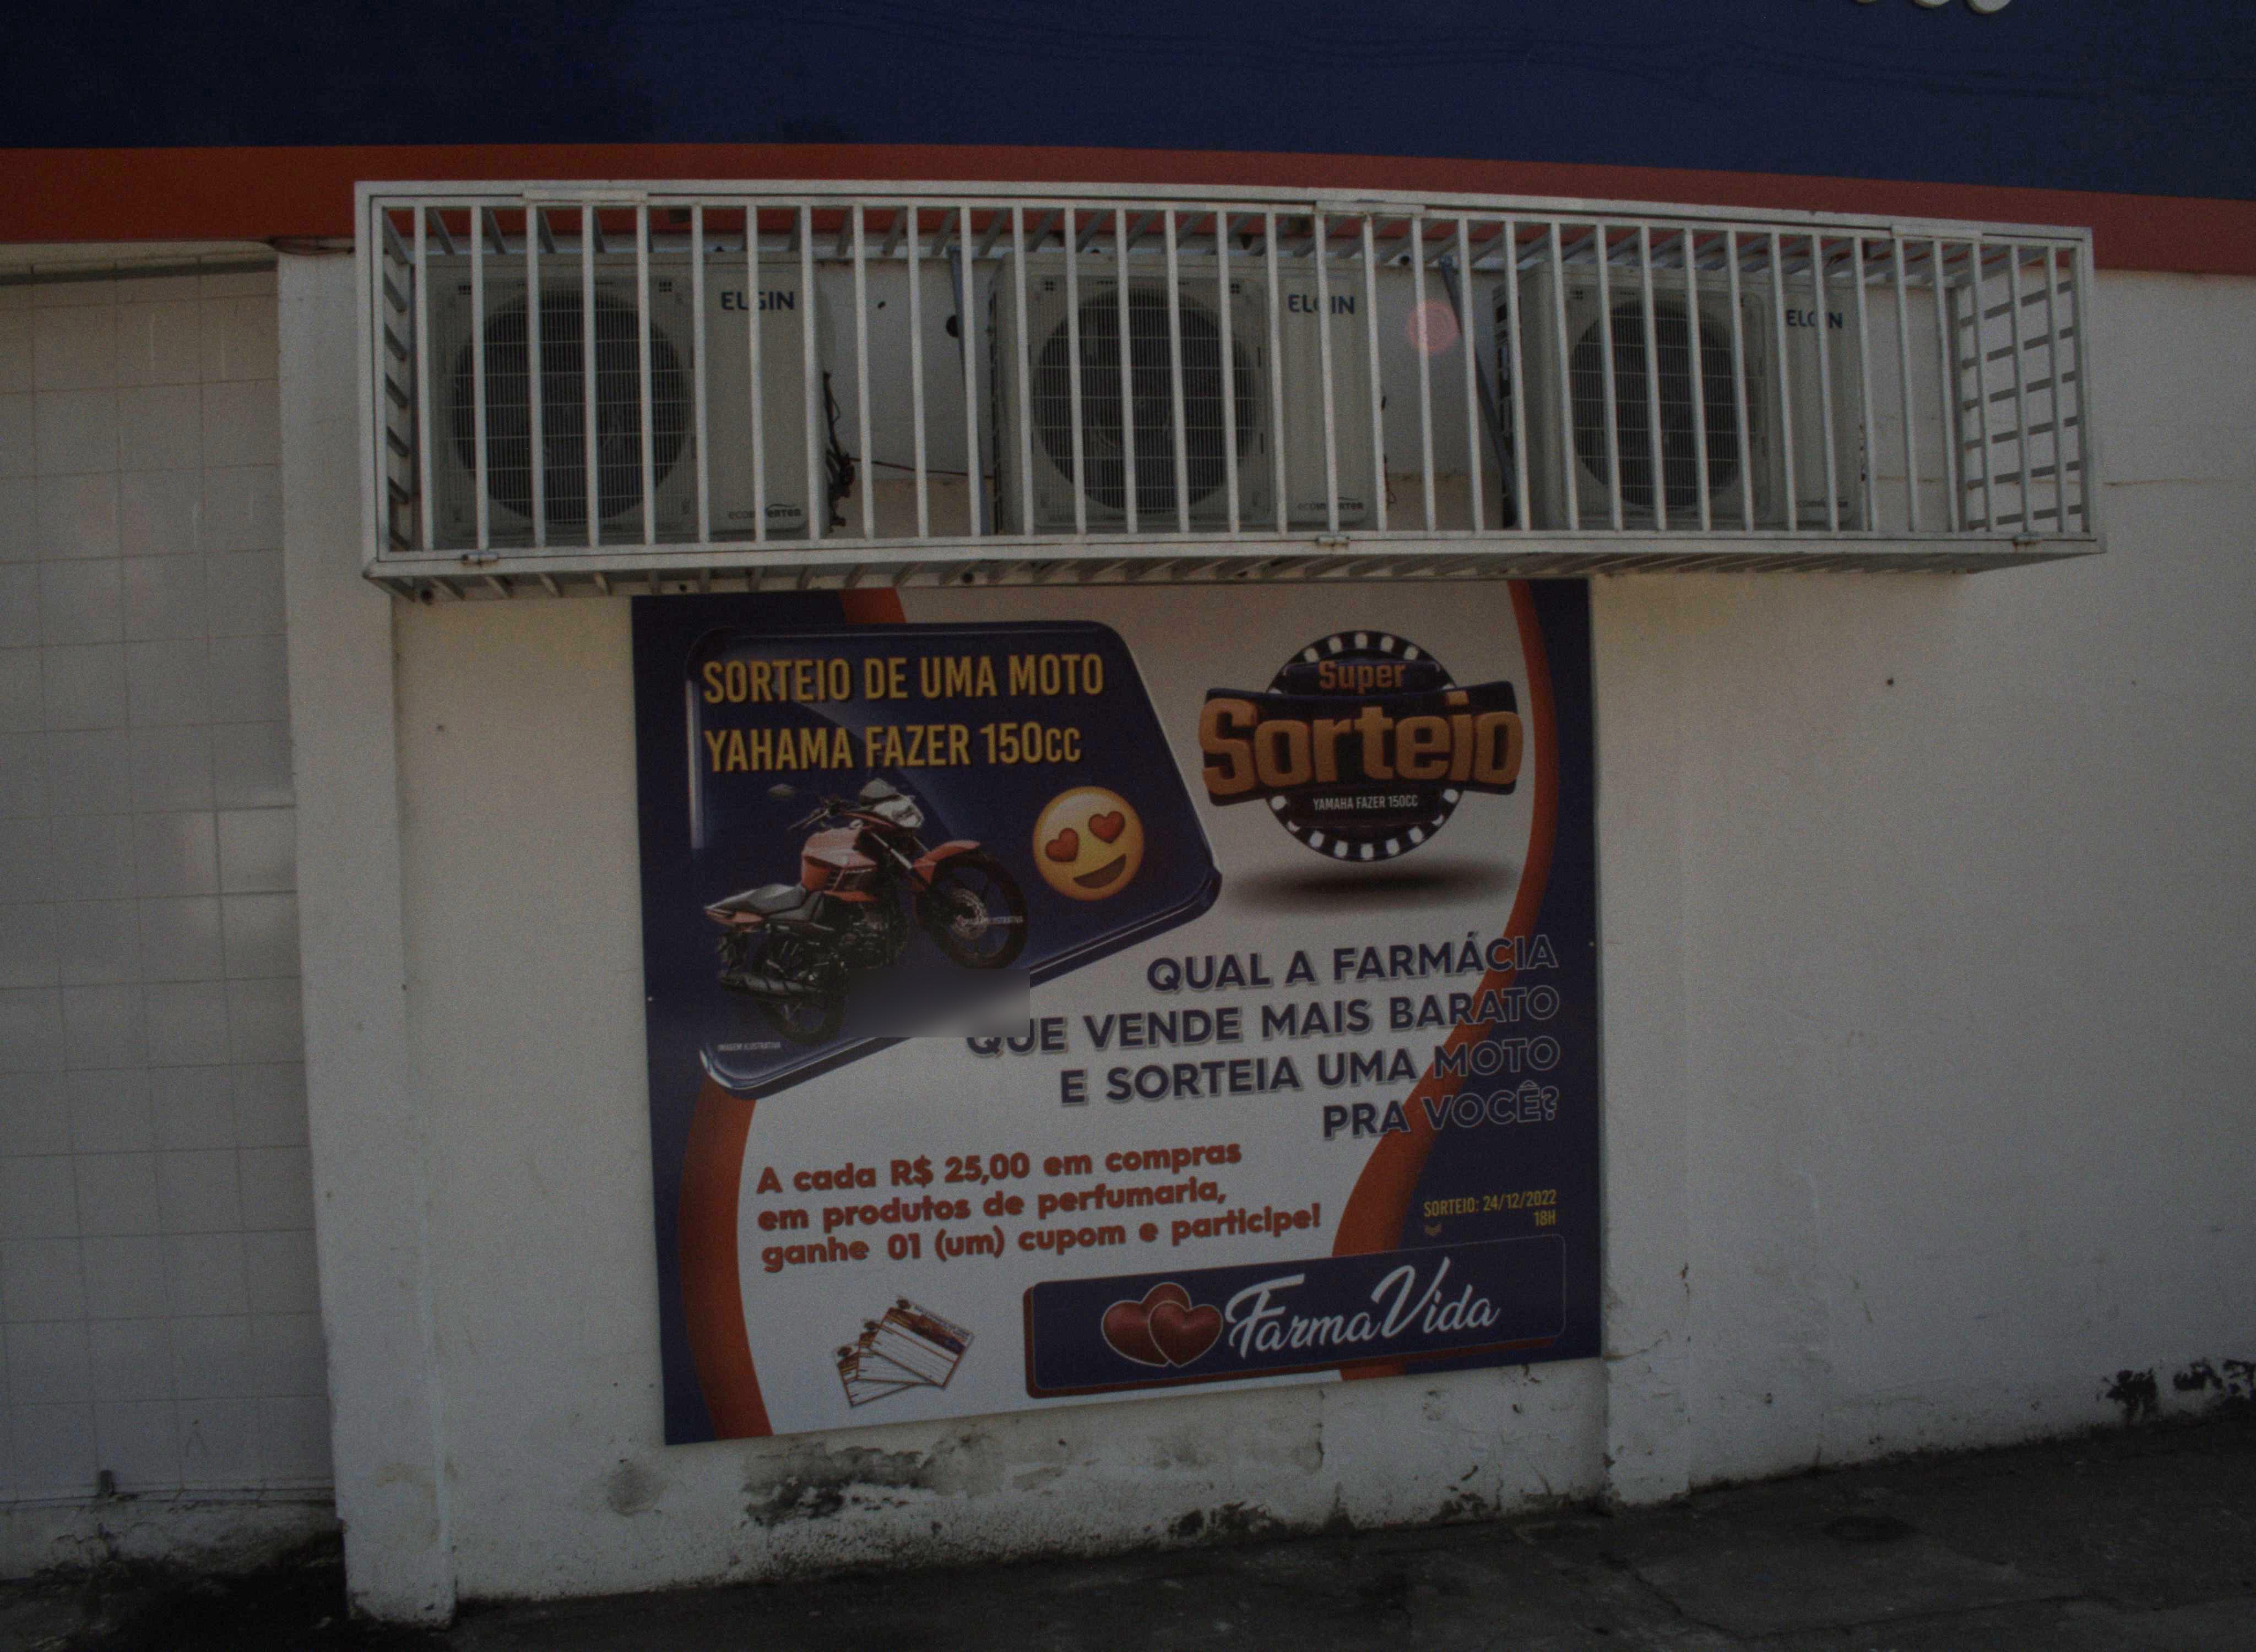 ELGIN
ELGIN
ELGIN
SORTEIO DE UMA MOTO
YAHAMA FAZER 150CC
Super
Sorteio
YAMAHA FAZER 150CC
QUAL A FARMÁCIA
QUE VENDE MAIS BARATO
E SORTEIA UMA MOTO
PRA VOCÊ?
IMAGEM ILUSTRATIVA
A cada R$ 25,00 em compras
em produtos de perfumaria,
ganhe 01 (um) cupom e participe!
SORTEIO: 24/12/2022
18H
FarmaVida